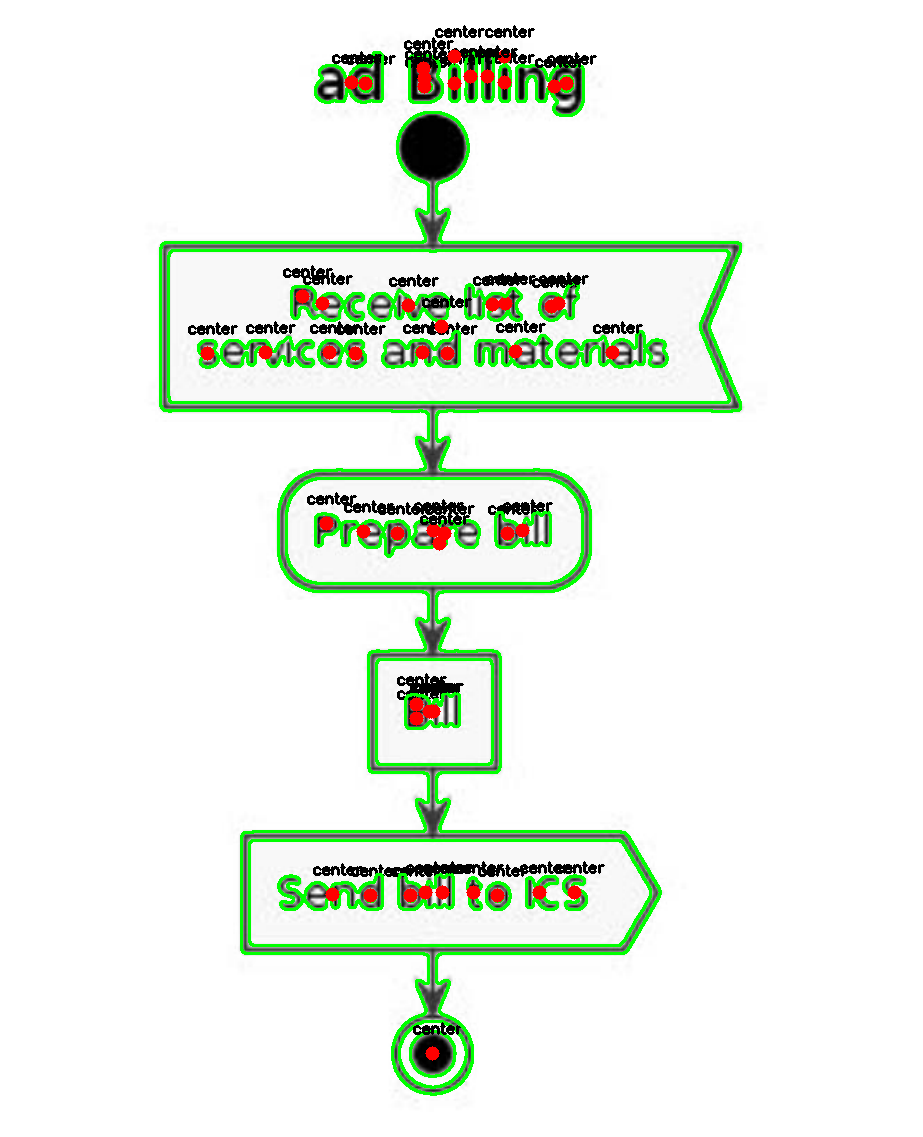 center center
center
center center center center
ad Billing
center
center center center center center
Receive list of
center
center center center center center center center center
services and materials
center
center center center center center center
center
Prepare bill
center
center
Bill
center center center center center center center
Send bill to ICS
center